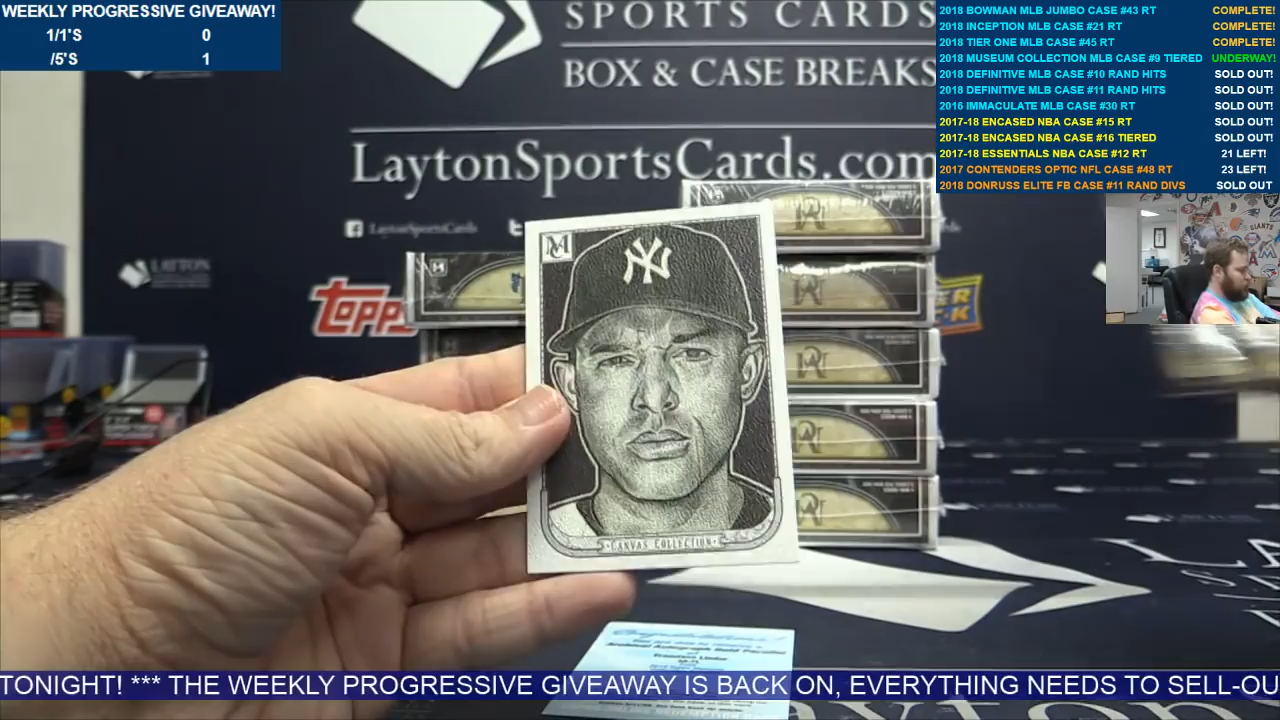 WEEKLY PROGRESSIVE GIVEAWAY!
1/1'S 0
/5'S 1
SPORTS CARDS
BOX & CASE BREAKS
LaytonSportsCards.com
LaytonSportsCards
LAYTON
TOPPS
2018 BOWMAN MLB JUMBO CASE #43 RT COMPLETE!
2018 INCEPTION MLB CASE #21 RT COMPLETE!
2018 TIER ONE MLB CASE #45 RT COMPLETE!
2018 MUSEUM COLLECTION MLB CASE #9 TIERED UNDERWAY!
2018 DEFINITIVE MLB CASE #10 RAND HITS SOLD OUT!
2018 DEFINITIVE MLB CASE #11 RAND HITS SOLD OUT!
2016 IMMACULATE MLB CASE #30 RT SOLD OUT!
2017-18 ENCASED NBA CASE #15 RT SOLD OUT!
2017-18 ENCASED NBA CASE #16 TIERED SOLD OUT!
2017-18 ESSENTIALS NBA CASE #12 RT 21 LEFT!
2017 CONTENDERS OPTIC NFL CASE #48 RT 23 LEFT!
2018 DONRUSS ELITE FB CASE #11 RAND DIVS SOLD OUT
MC
NY
CANVAS COLLECTION
Congratulations!
Archival Autograph Gold Parallel
Francisco Lindor
TONIGHT! *** THE WEEKLY PROGRESSIVE GIVEAWAY IS BACK ON, EVERYTHING NEEDS TO SELL-OU